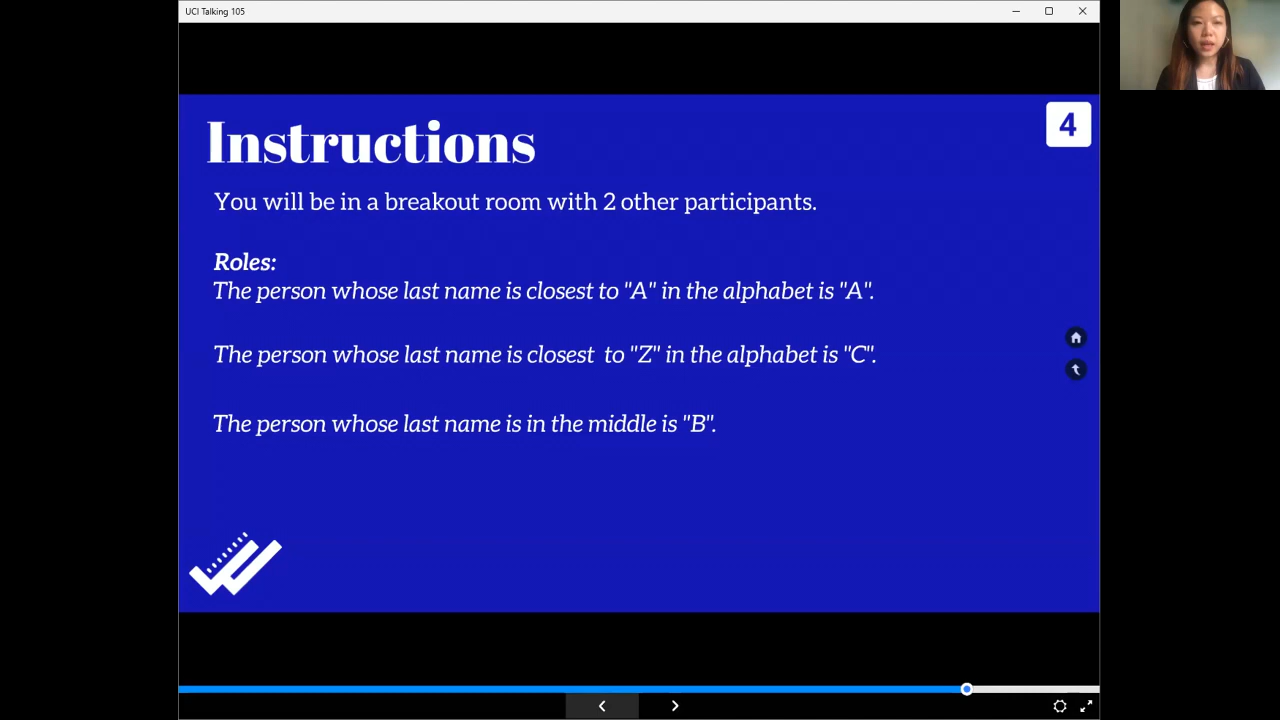 UCI Talking 105
Instructions
4
You will be in a breakout room with 2 other participants.
Roles:
The person whose last name is closest to "A" in the alphabet is "A".
The person whose last name is closest  to "Z" in the alphabet is "C".
The person whose last name is in the middle is "B".